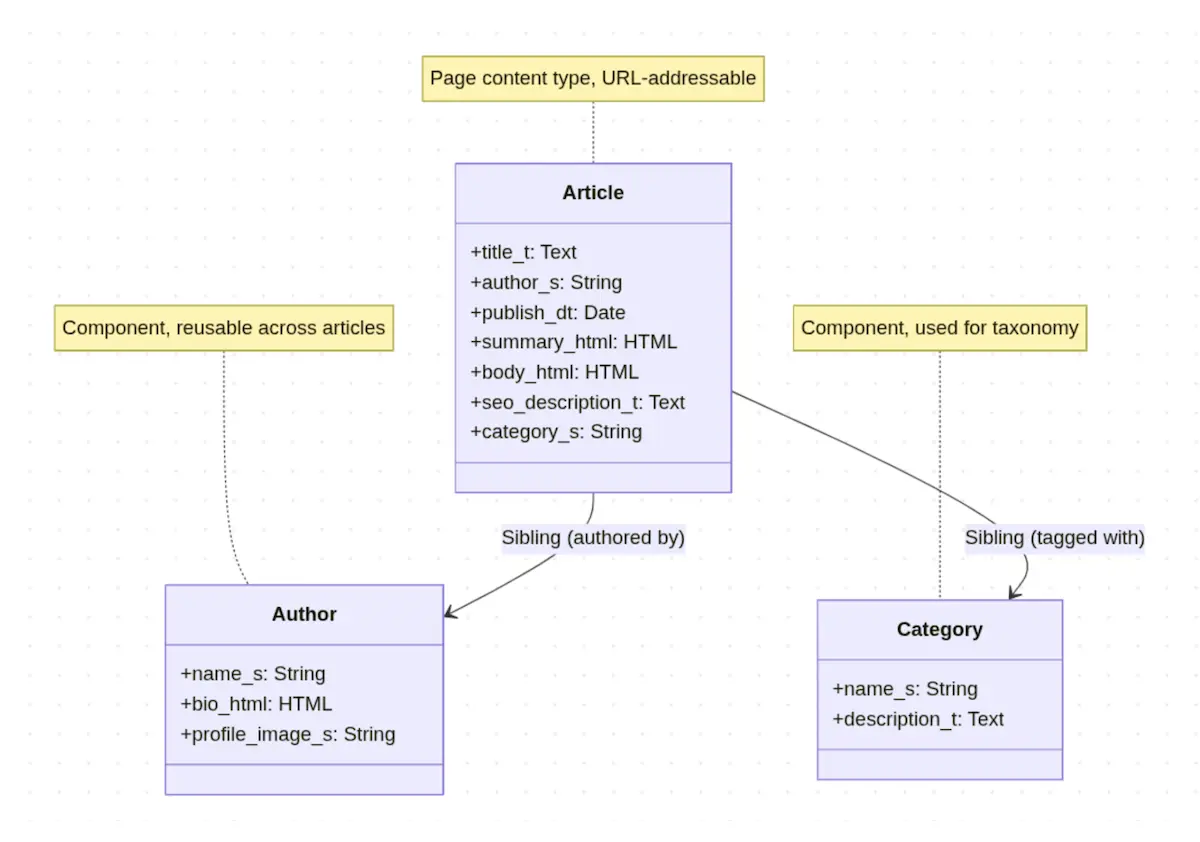 Page content type, URL-addressable
Article
+title_t: Text
+author_s: String
+publish_dt: Date
+summary_html: HTML
+body_html: HTML
+seo_description_t: Text
+category_s: String
Component, reusable across articles
Component, used for taxonomy
Sibling (authored by)
Sibling (tagged with)
Author
+name_s: String
+bio_html: HTML
+profile_image_s: String
Category
+name_s: String
+description_t: Text